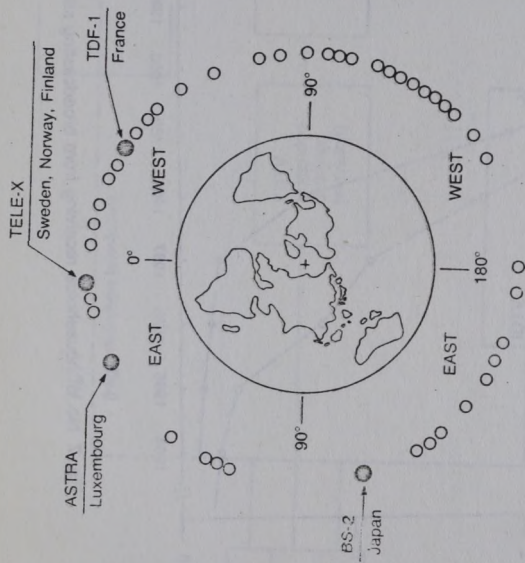 TELE-X
Sweden, Norway, Finland
TDF-1
France
ASTRA
Luxembourg
0°
EAST
WEST
90°
90°
EAST
WEST
180°
BS-2
Japan